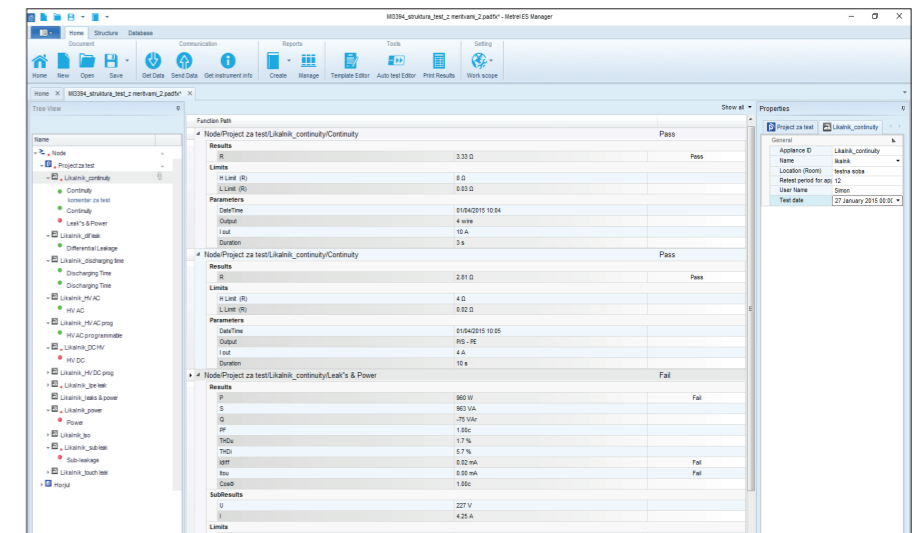 MI3394_struktura_test_z meritvami_2.padfx* - Metrel ES Manager
Home Structure Database
Document Communication Reports Tools Setting
Home New Open Save Get Data Send Data Get instrument info Create Manage Template Editor Auto test Editor Print Results Work scope
Home X MI3394_struktura_test_z meritvami_2.padfx* X
Tree View
Name
Node
Project za test
Likalnik_continuity
Continuity
komentar za test
Continuity
Leak"s & Power
Likalnik_dif leak
Differential Leakage
Likalnik_discharging time
Discharging Time
Discharging Time
Likalnik_HV AC
HV AC
Likalnik_HV AC prog
HV AC programmable
Likalnik_DC HV
HV DC
Likalnik_HV DC prog
Likalnik_Ipe leak
Likalnik_leaks & power
Likalnik_power
Power
Likalnik_Iso
Likalnik_sub leak
Sub-leakage
Likalnik_touch leak
Horjul
Show all
Function Path
Node/Project za test/Likalnik_continuity/Continuity Pass
Results
R 3.33 Ω Pass
Limits
H Limit (R) 8 Ω
L Limit (R) 0.03 Ω
Parameters
DateTime 01/04/2015 10:04
Output 4 wire
I out 10 A
Duration 3 s
Node/Project za test/Likalnik_continuity/Continuity Pass
Results
R 2.81 Ω Pass
Limits
H Limit (R) 4 Ω
L Limit (R) 0.02 Ω
Parameters
DateTime 01/04/2015 10:05
Output P/S - PE
I out 4 A
Duration 10 s
Node/Project za test/Likalnik_continuity/Leak"s & Power Fail
Results
P 960 W Fail
S 963 VA
Q -75 VAr
PF 1.00c
THDu 1.7 %
THDi 5.7 %
Idiff 0.02 mA Fail
Itou 0.00 mA Fail
CosΦ 1.00c
SubResults
U 227 V
I 4.25 A
Limits
Properties
Project za test Likalnik_continuity
General
Appliance ID Likalnik_continuity
Name likalnik
Location (Room) testna soba
Retest period for app 12
User Name Simon
Test date 27 January 2015 00:00